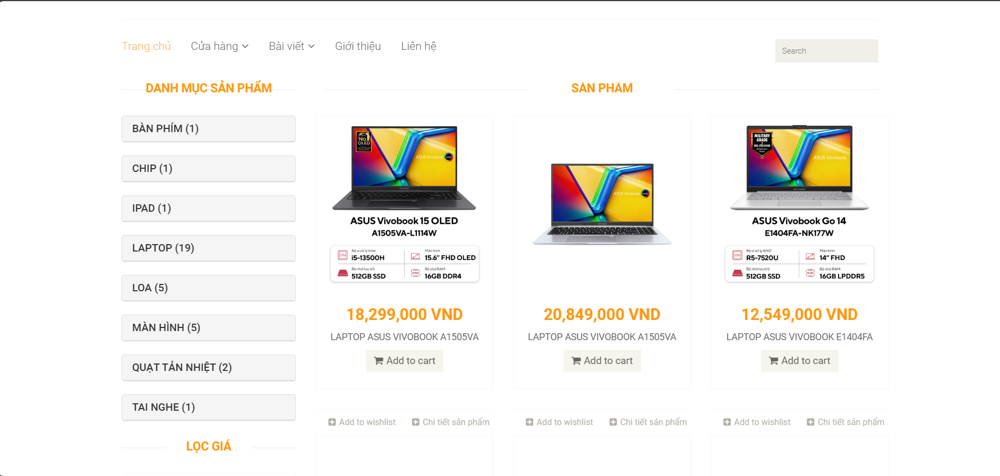 Trang chủ Cửa hàng Bài viết Giới thiệu Liên hệ
Search
DANH MỤC SẢN PHẨM
BÀN PHÍM (1)
CHIP (1)
IPAD (1)
LAPTOP (19)
LOA (5)
MÀN HÌNH (5)
QUẠT TẢN NHIỆT (2)
TAI NGHE (1)
LỌC GIÁ
SẢN PHẨM
No.1
OLED
ASUS Vivobook OLED
ASUS Vivobook 15 OLED
A1505VA-L1114W
Bộ vi xử lý Intel
i5-13500H
Màn hình
15.6” FHD OLED
Bộ nhớ lưu trữ
512GB SSD
Bộ nhớ RAM
16GB DDR4
18,299,000 VND
LAPTOP ASUS VIVOBOOK A1505VA
Add to cart
Add to wishlist Chi tiết sản phẩm
ASUS Vivobook OLED
20,849,000 VND
LAPTOP ASUS VIVOBOOK A1505VA
Add to cart
Add to wishlist Chi tiết sản phẩm
MILITARY
GRADE
MIL-STD 810H
ASUS Vivobook
ASUS Vivobook Go 14
E1404FA-NK177W
Bộ vi xử lý AMD
R5-7520U
Màn hình
14” FHD
Bộ nhớ lưu trữ
512GB SSD
Bộ nhớ RAM
16GB LPDDR5
12,549,000 VND
LAPTOP ASUS VIVOBOOK E1404FA
Add to cart
Add to wishlist Chi tiết sản phẩm